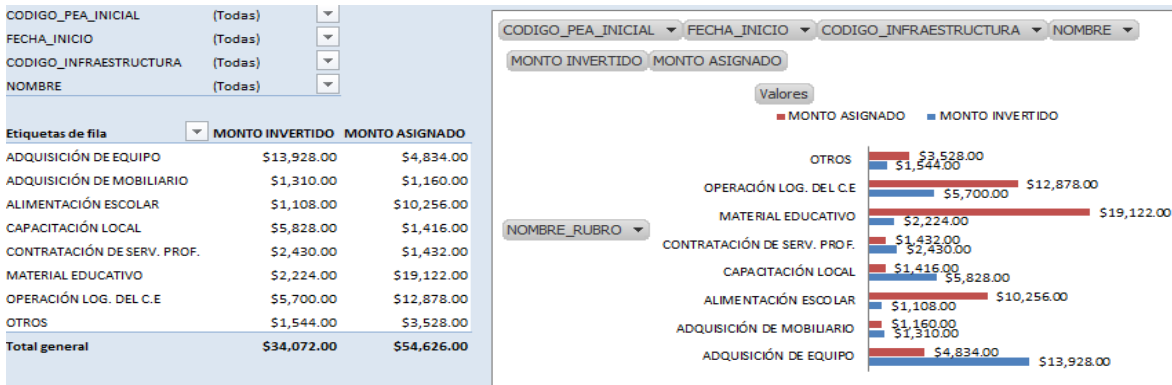 CODIGO_PEA_INICIAL (Todas)
FECHA_INICIO (Todas)
CODIGO_INFRAESTRUCTURA (Todas)
NOMBRE (Todas)
Etiquetas de fila MONTO INVERTIDO MONTO ASIGNADO
ADQUISICIÓN DE EQUIPO $13,928.00 $4,834.00
ADQUISICIÓN DE MOBILIARIO $1,310.00 $1,160.00
ALIMENTACIÓN ESCOLAR $1,108.00 $10,256.00
CAPACITACIÓN LOCAL $5,828.00 $1,416.00
CONTRATACIÓN DE SERV. PROF. $2,430.00 $1,432.00
MATERIAL EDUCATIVO $2,224.00 $19,122.00
OPERACIÓN LOG. DEL C.E $5,700.00 $12,878.00
OTROS $1,544.00 $3,528.00
Total general $34,072.00 $54,626.00
CODIGO_PEA_INICIAL FECHA_INICIO CODIGO_INFRAESTRUCTURA NOMBRE
MONTO INVERTIDO MONTO ASIGNADO
Valores
MONTO ASIGNADO MONTO INVERTIDO
NOMBRE_RUBRO
OTROS $3,528.00
$1,544.00
OPERACIÓN LOG. DEL C.E $12,878.00
$5,700.00
MATERIAL EDUCATIVO $19,122.00
$2,224.00
CONTRATACIÓN DE SERV. PROF. $1,432.00
$2,430.00
CAPACITACIÓN LOCAL $1,416.00
$5,828.00
ALIMENTACIÓN ESCOLAR $10,256.00
$1,108.00
ADQUISICIÓN DE MOBILIARIO $1,160.00
$1,310.00
ADQUISICIÓN DE EQUIPO $4,834.00
$13,928.00